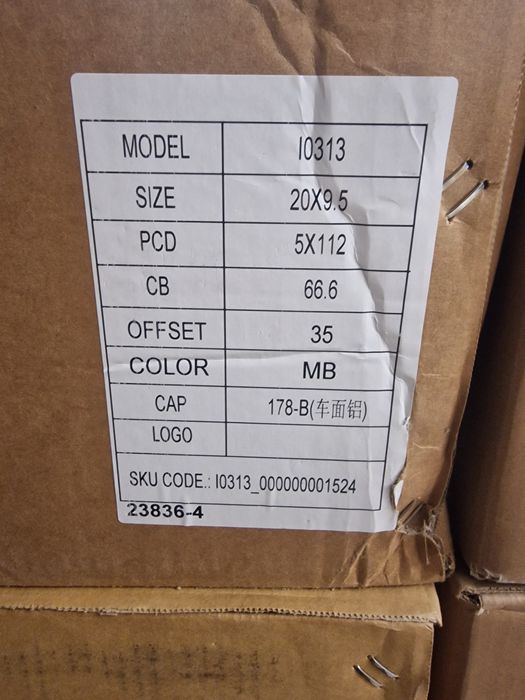 MODEL I0313
SIZE 20X9.5
PCD 5X112
CB 66.6
OFFSET 35
COLOR MB
CAP 178-B(车面铝)
LOGO
SKU CODE.: I0313_000000001524
23836-4